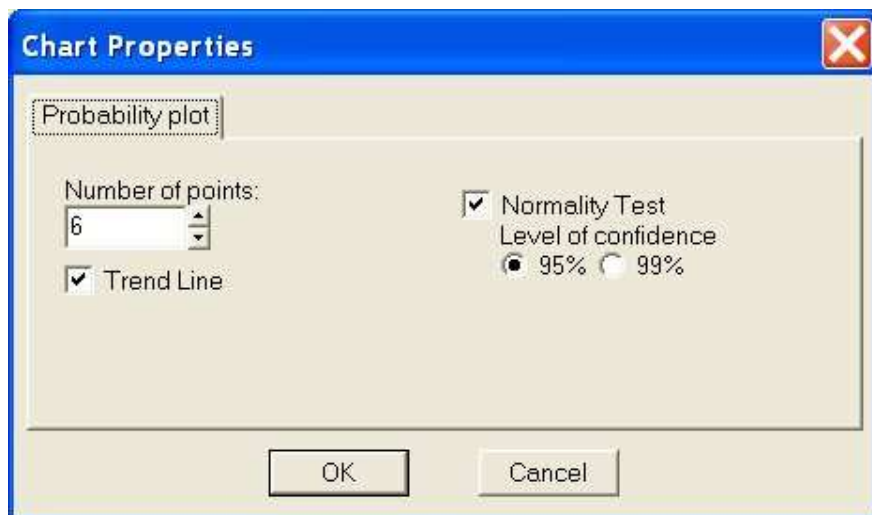 Chart Properties
Probability plot
Number of points:
6
Trend Line
Normality Test
Level of confidence
95% 99%
OK
Cancel